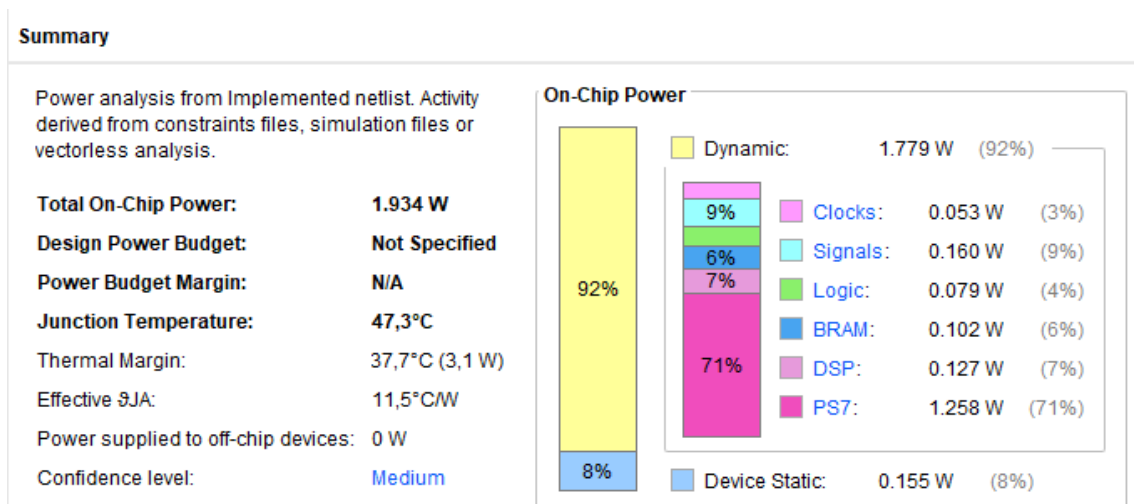 Summary
Power analysis from Implemented netlist. Activity
derived from constraints files, simulation files or
vectorless analysis.
Total On-Chip Power: 1.934 W
Design Power Budget: Not Specified
Power Budget Margin: N/A
Junction Temperature: 47,3°C
Thermal Margin: 37,7°C (3,1 W)
Effective ϑJA: 11,5°C/W
Power supplied to off-chip devices: 0 W
Confidence level: Medium
On-Chip Power
92%
8%
Dynamic: 1.779 W (92%)
9%
6%
7%
71%
Clocks: 0.053 W (3%)
Signals: 0.160 W (9%)
Logic: 0.079 W (4%)
BRAM: 0.102 W (6%)
DSP: 0.127 W (7%)
PS7: 1.258 W (71%)
Device Static: 0.155 W (8%)